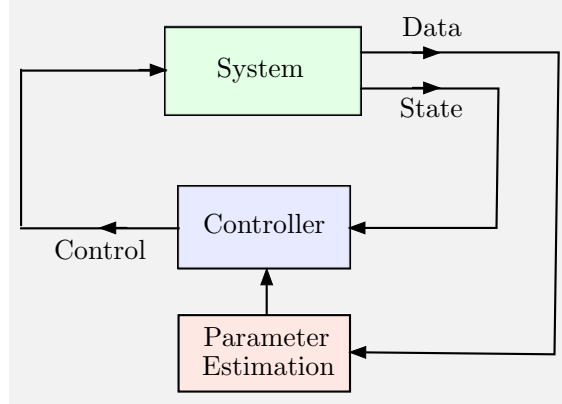 Data
System
State
Controller
Control
Parameter
Estimation